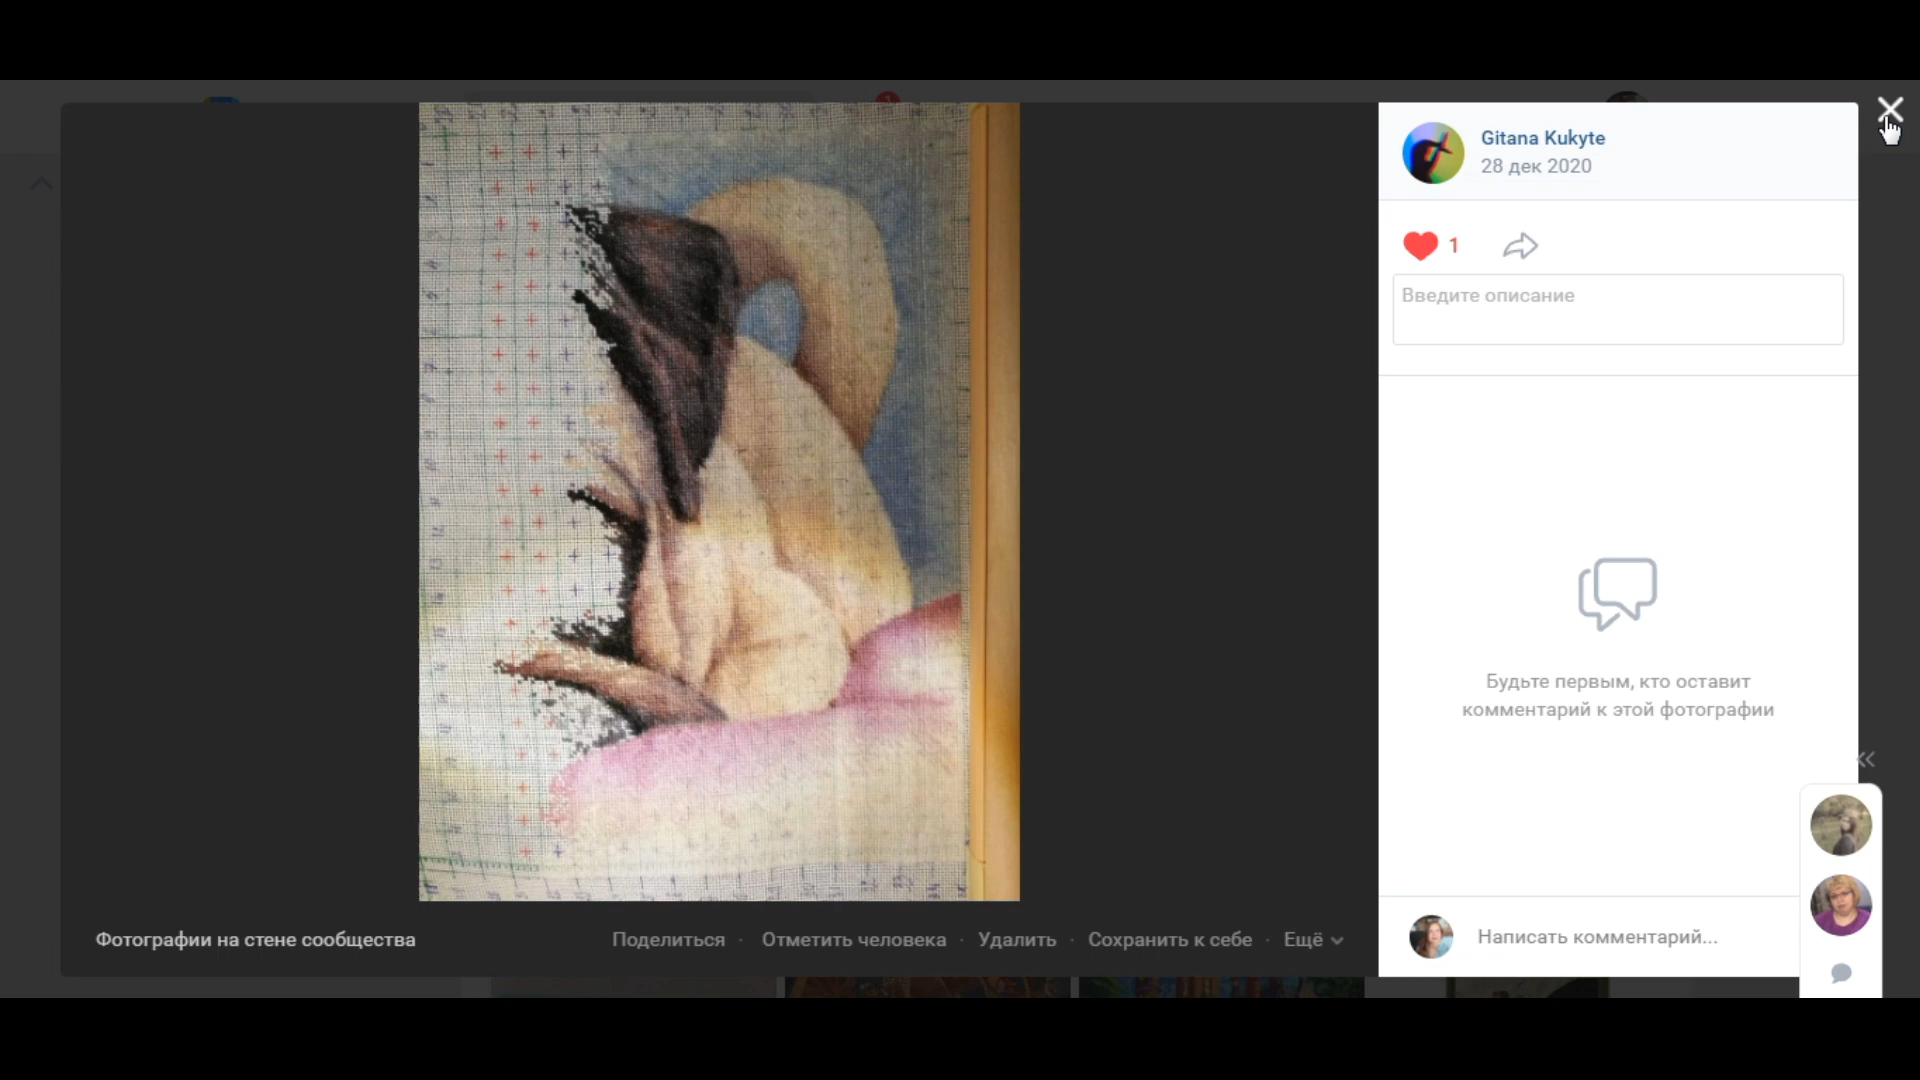 Gitana Kukyte
28 дек 2020
1
Введите описание
Будьте первым, кто оставит
комментарий к этой фотографии
Фотографии на стене сообщества
Поделиться · Отметить человека · Удалить · Сохранить к себе · Ещё
Написать комментарий...